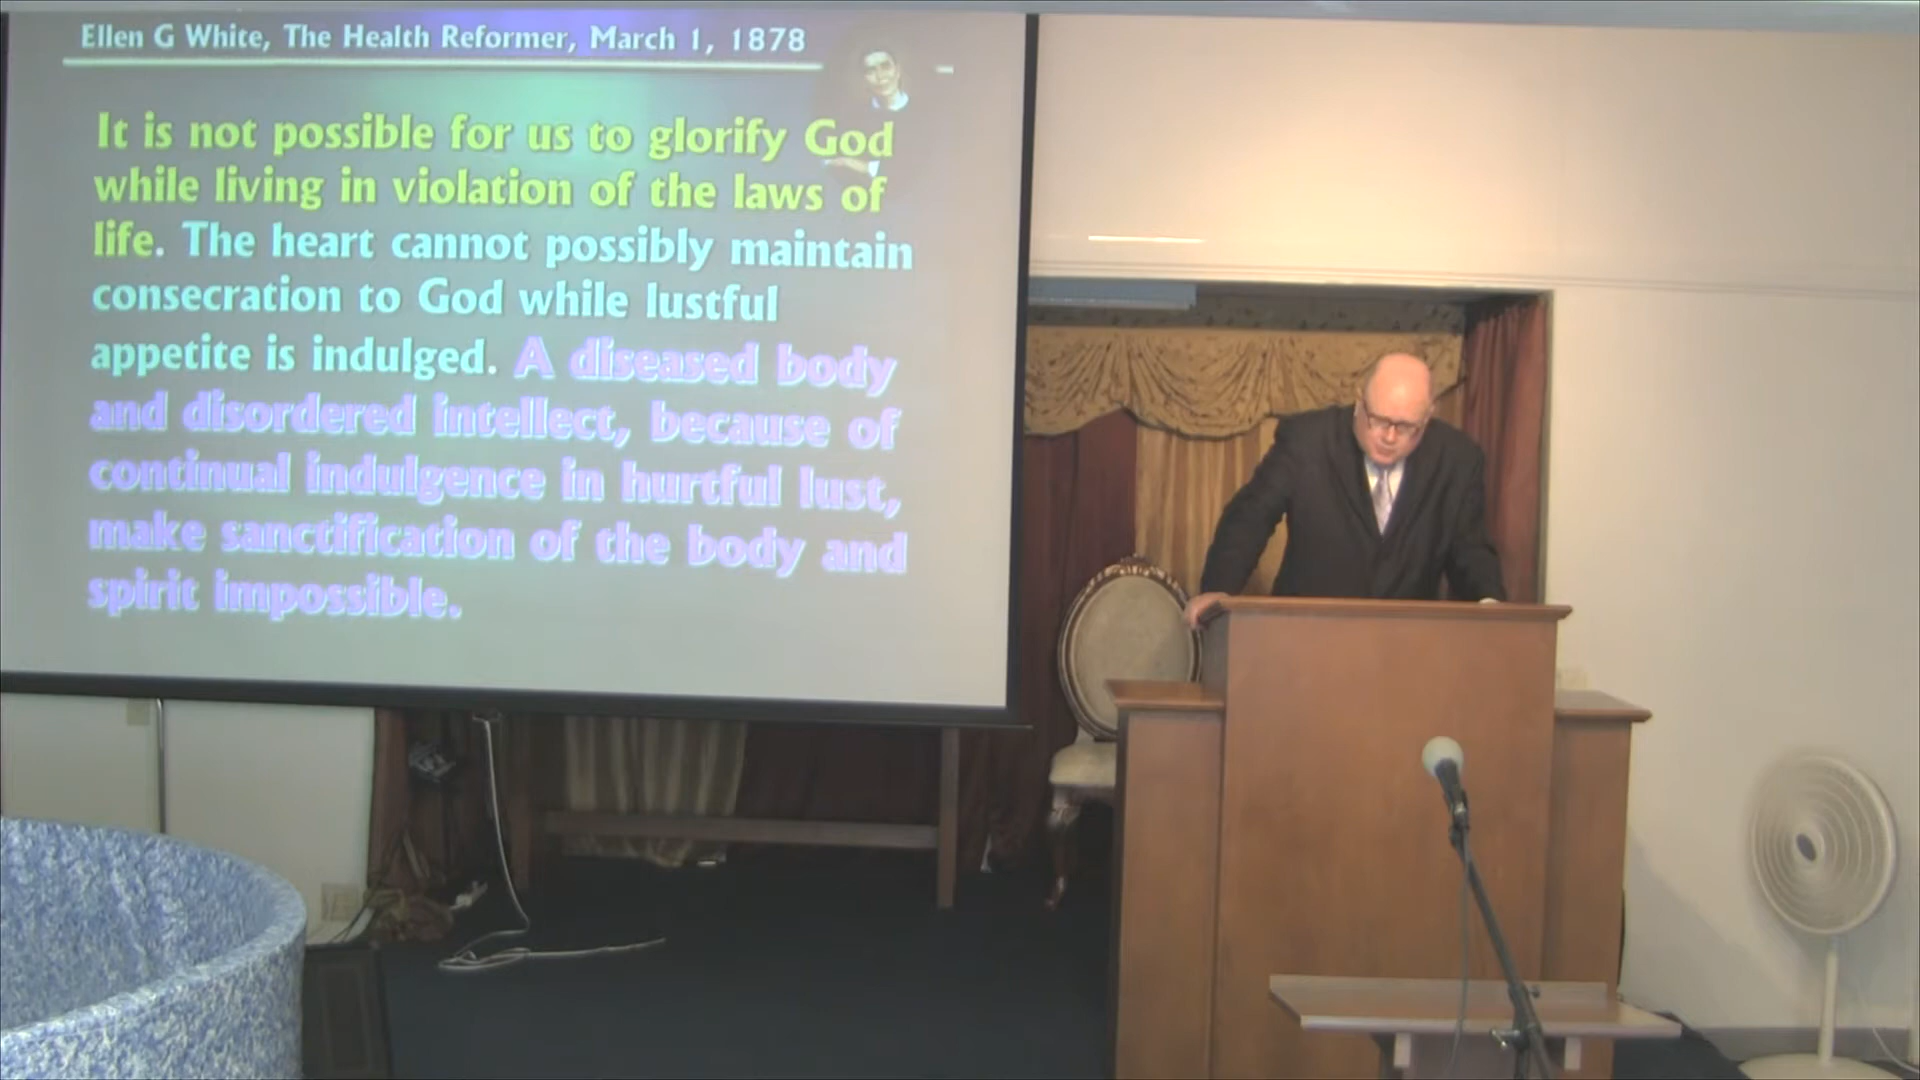 Ellen G White, The Health Reformer, March 1, 1878
It is not possible for us to glorify God
while living in violation of the laws of
life. The heart cannot possibly maintain
consecration to God while lustful
appetite is indulged. A diseased body
and disordered intellect, because of
continual indulgence in hurtful lust,
make sanctification of the body and
spirit impossible.